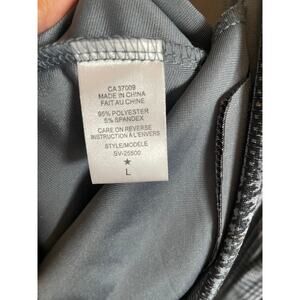 CA 37009
MADE IN CHINA
FAIT AU CHINE
95% POLYESTER
5% SPANDEX
CARE ON REVERSE
INSTRUCTION À L'ENVERS
STYLE/MODÈLE
SV-25500
★
L